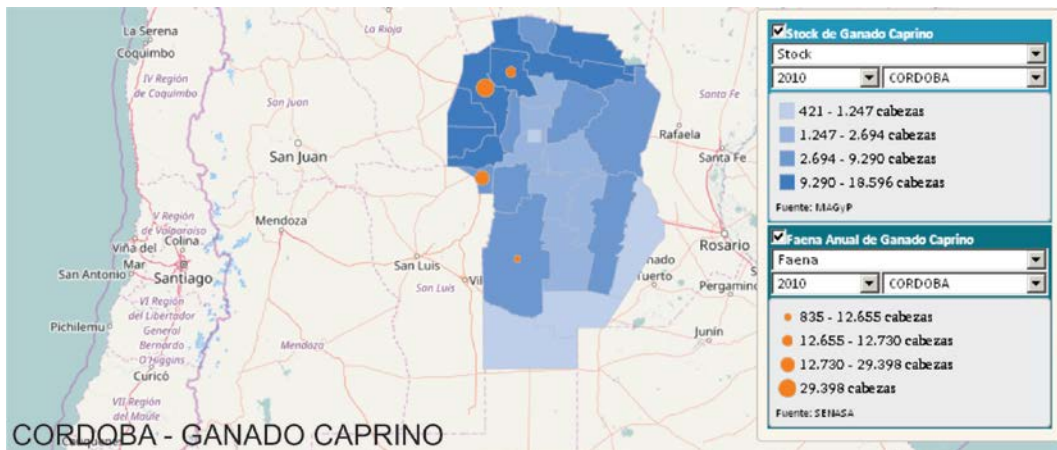 La Serena
Coquimbo
IV Región
de Coquimbo
La Rioja
San Juan
San Juan
Mendoza
San Luis
San Luis
Vil
Santa Fe
Rafaela
Santa Fe
Rosario
nado
Tuerto
Pergamino
Junín
V Región
de Valparaíso
Viña del
Mar
Colina
San Antonio
Santiago
VI Región
del Libertador
General
Bernardo
O'Higgins
Pichilemu
Curicó
VII Región
del Maule
Mendoza
CORDOBA - GANADO CAPRINO
Stock de Ganado Caprino
Stock
2010 CORDOBA
421 - 1.247 cabezas
1.247 - 2.694 cabezas
2.694 - 9.290 cabezas
9.290 - 18.596 cabezas
Fuente: MAGyP
Faena Anual de Ganado Caprino
Faena
2010 CORDOBA
835 - 12.655 cabezas
12.655 - 12.730 cabezas
12.730 - 29.398 cabezas
29.398 cabezas
Fuente: SENASA